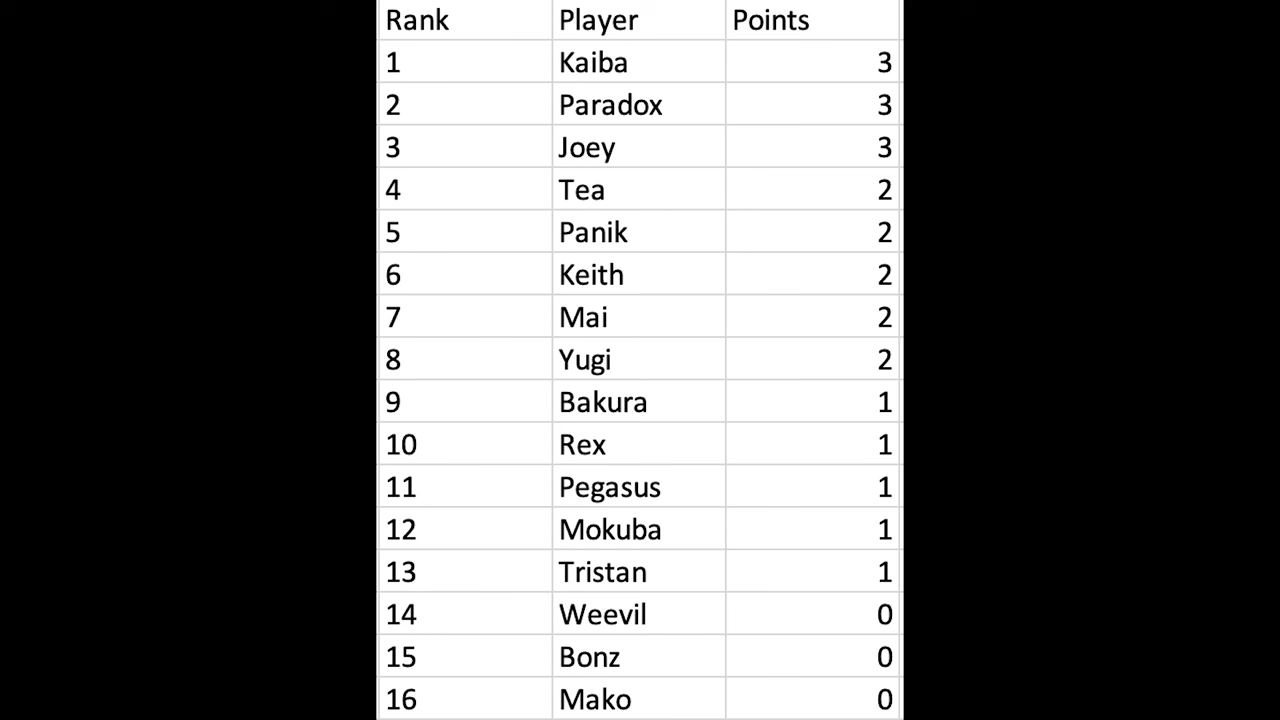 Rank Player Points
1 Kaiba 3
2 Paradox 3
3 Joey 3
4 Tea 2
5 Panik 2
6 Keith 2
7 Mai 2
8 Yugi 2
9 Bakura 1
10 Rex 1
11 Pegasus 1
12 Mokuba 1
13 Tristan 1
14 Weevil 0
15 Bonz 0
16 Mako 0